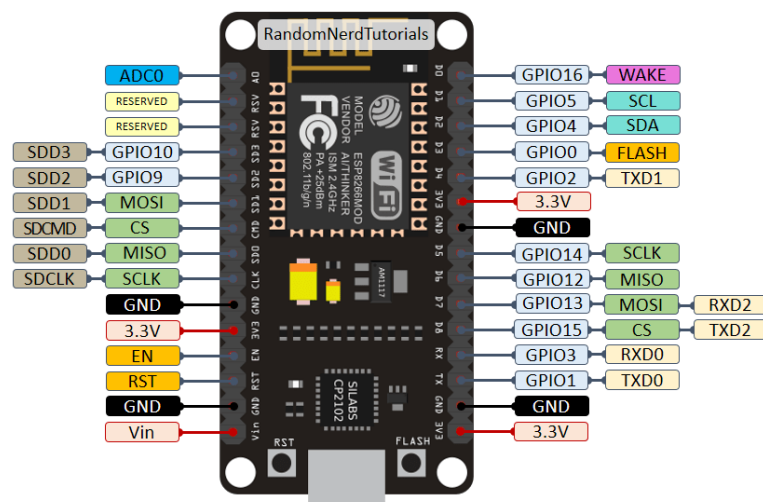 RandomNerdTutorials
ADC0 A0
RESERVED RSV
RESERVED RSV
SDD3 GPIO10 SD3
SDD2 GPIO9 SD2
SDD1 MOSI SD1
SDCMD CS CMD
SDD0 MISO SD0
SDCLK SCLK CLK
GND GND
3.3V 3V3
EN EN
RST RST
GND GND
Vin Vin
MODEL
VENDOR
ESP8266MOD
AI/THINKER
ISM 2.4GHz
PA +25dBm
802.11b/g/n
FC
Wi Fi
AM1117
SILABS
CP2102
RST
FLASH
D0 GPIO16 WAKE
D1 GPIO5 SCL
D2 GPIO4 SDA
D3 GPIO0 FLASH
D4 GPIO2 TXD1
3V3 3.3V
GND GND
D5 GPIO14 SCLK
D6 GPIO12 MISO
D7 GPIO13 MOSI RXD2
D8 GPIO15 CS TXD2
RX GPIO3 RXD0
TX GPIO1 TXD0
GND GND
3V3 3.3V